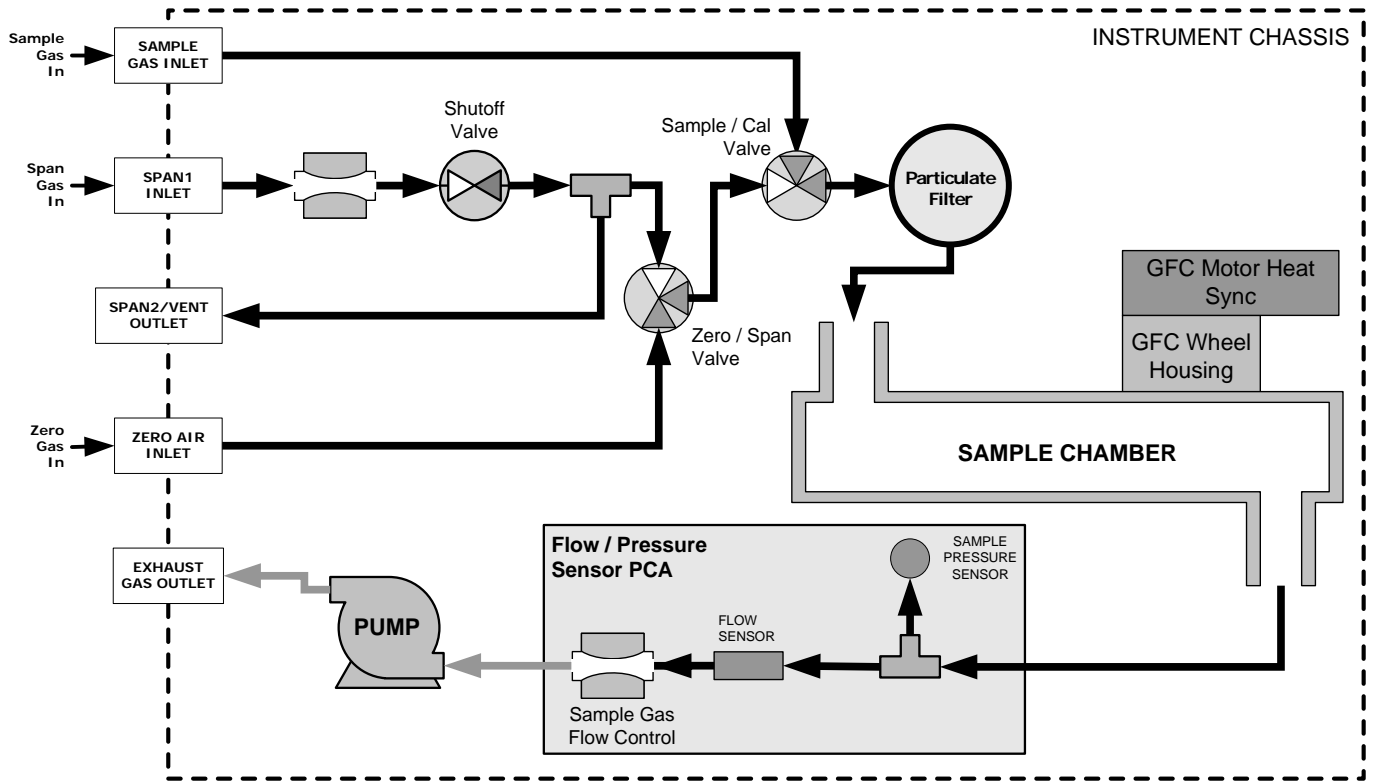 INSTRUMENT CHASSIS
Sample
Gas
In
SAMPLE
GAS INLET
Shutoff
Valve
Sample / Cal
Valve
Span
Gas
In
SPAN1
INLET
Particulate
Filter
GFC Motor Heat
Sync
SPAN2/VENT
OUTLET
Zero / Span
Valve
GFC Wheel
Housing
Zero
Gas
In
ZERO AIR
INLET
SAMPLE CHAMBER
Flow / Pressure
Sensor PCA
SAMPLE
PRESSURE
SENSOR
EXHAUST
GAS OUTLET
PUMP
FLOW
SENSOR
Sample Gas
Flow Control